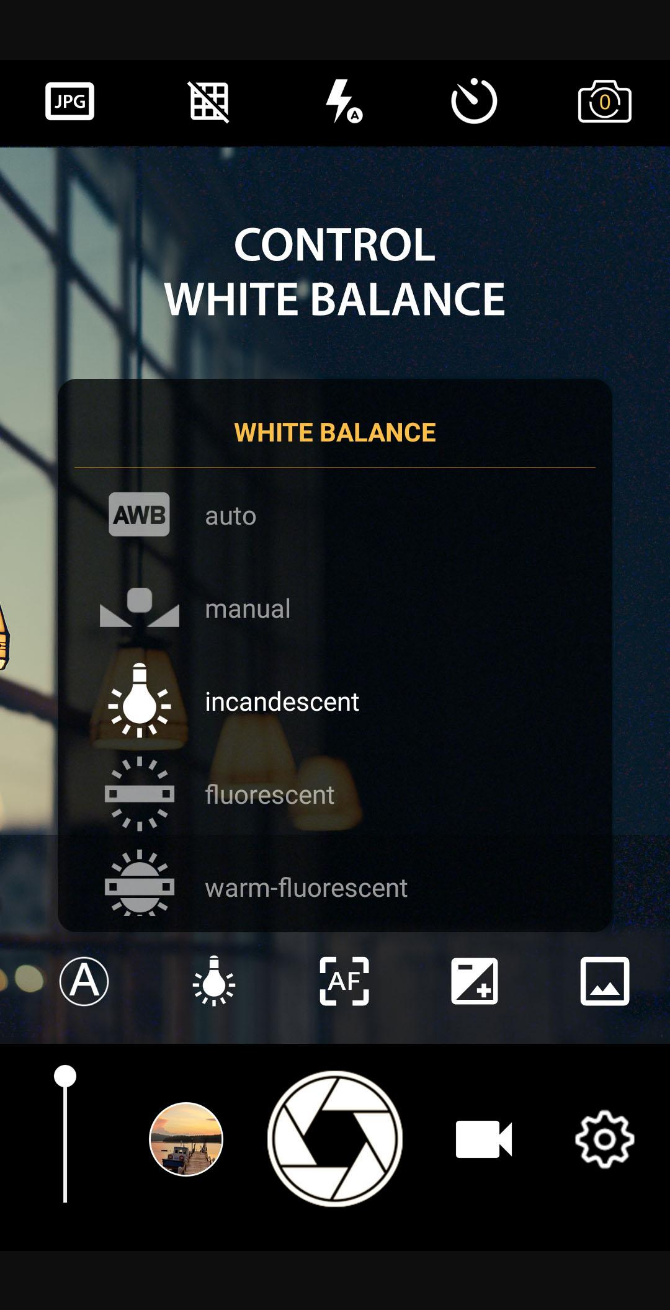 JPG
A
0
CONTROL
WHITE BALANCE
WHITE BALANCE
AWB auto
manual
incandescent
fluorescent
warm-fluorescent
A
AF